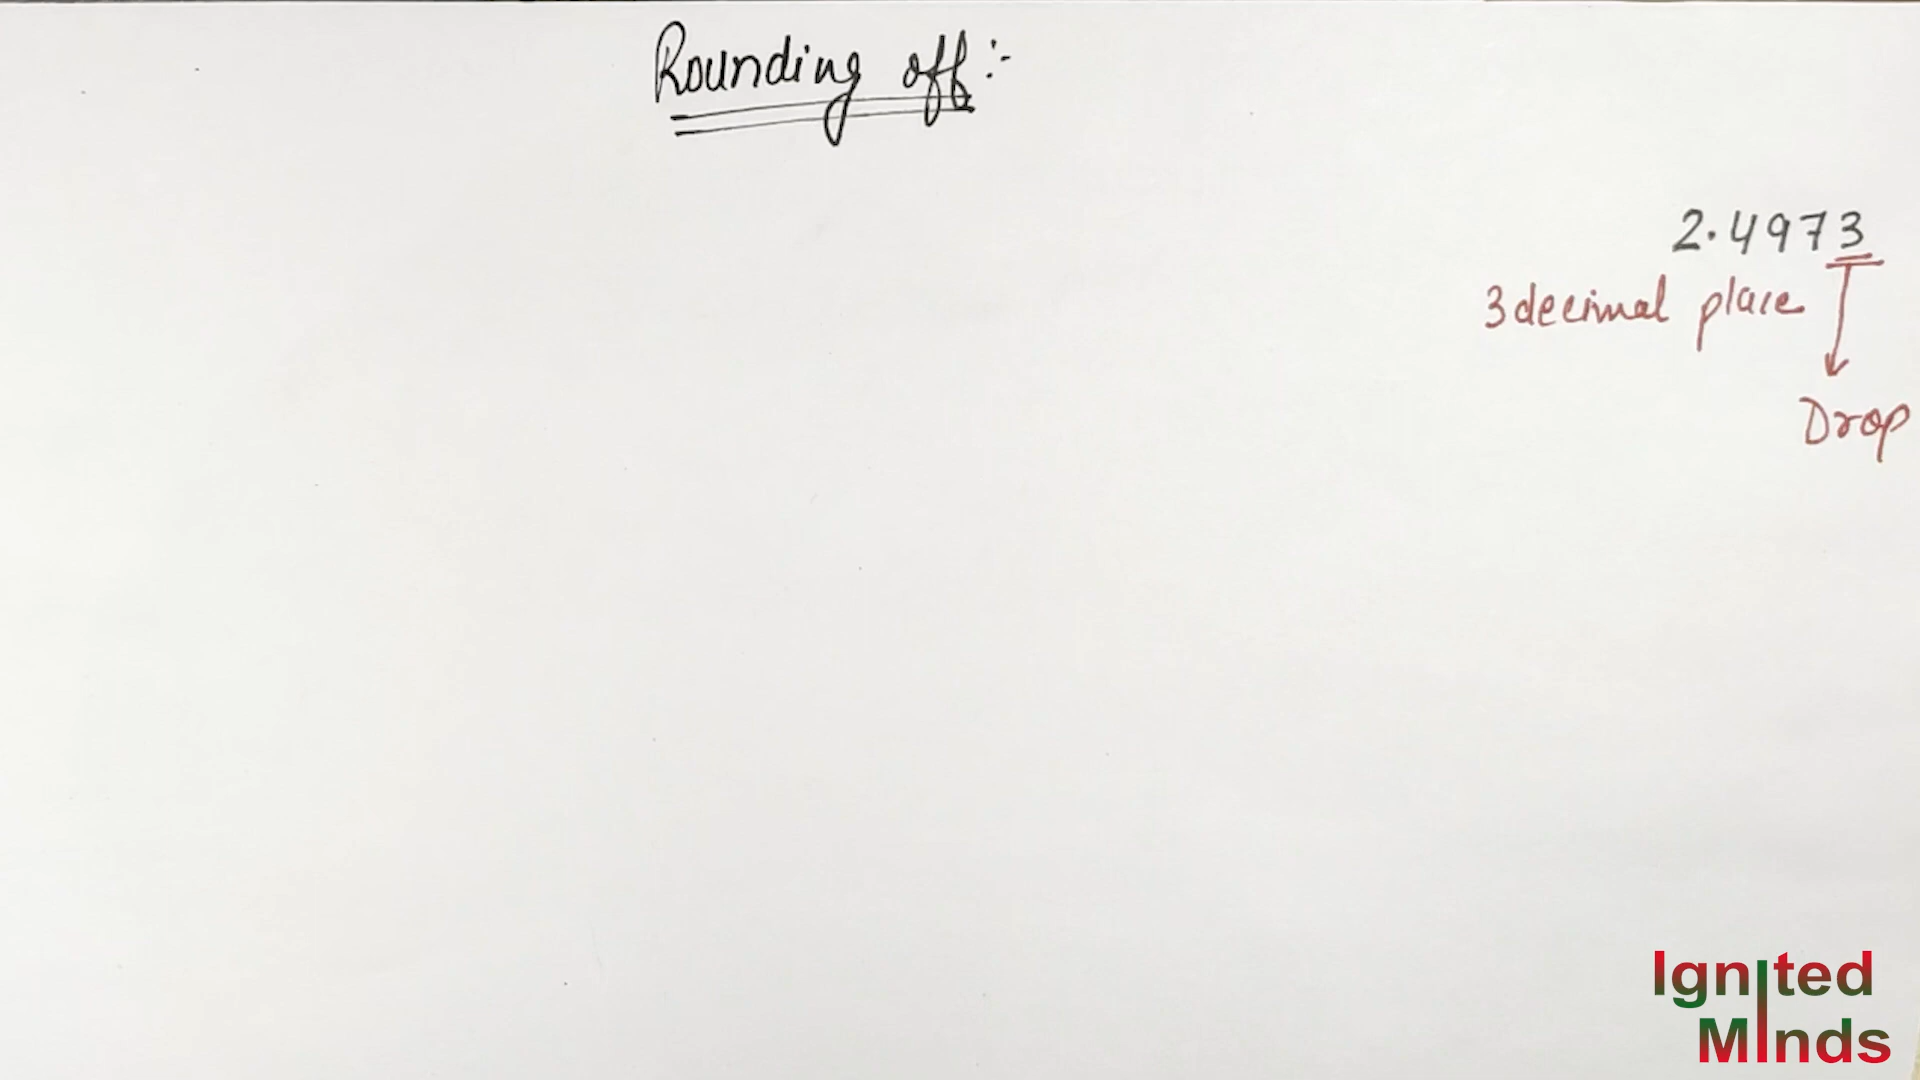 Rounding off :-
2.4973
3 decimal place
Drop
Ignited
Minds